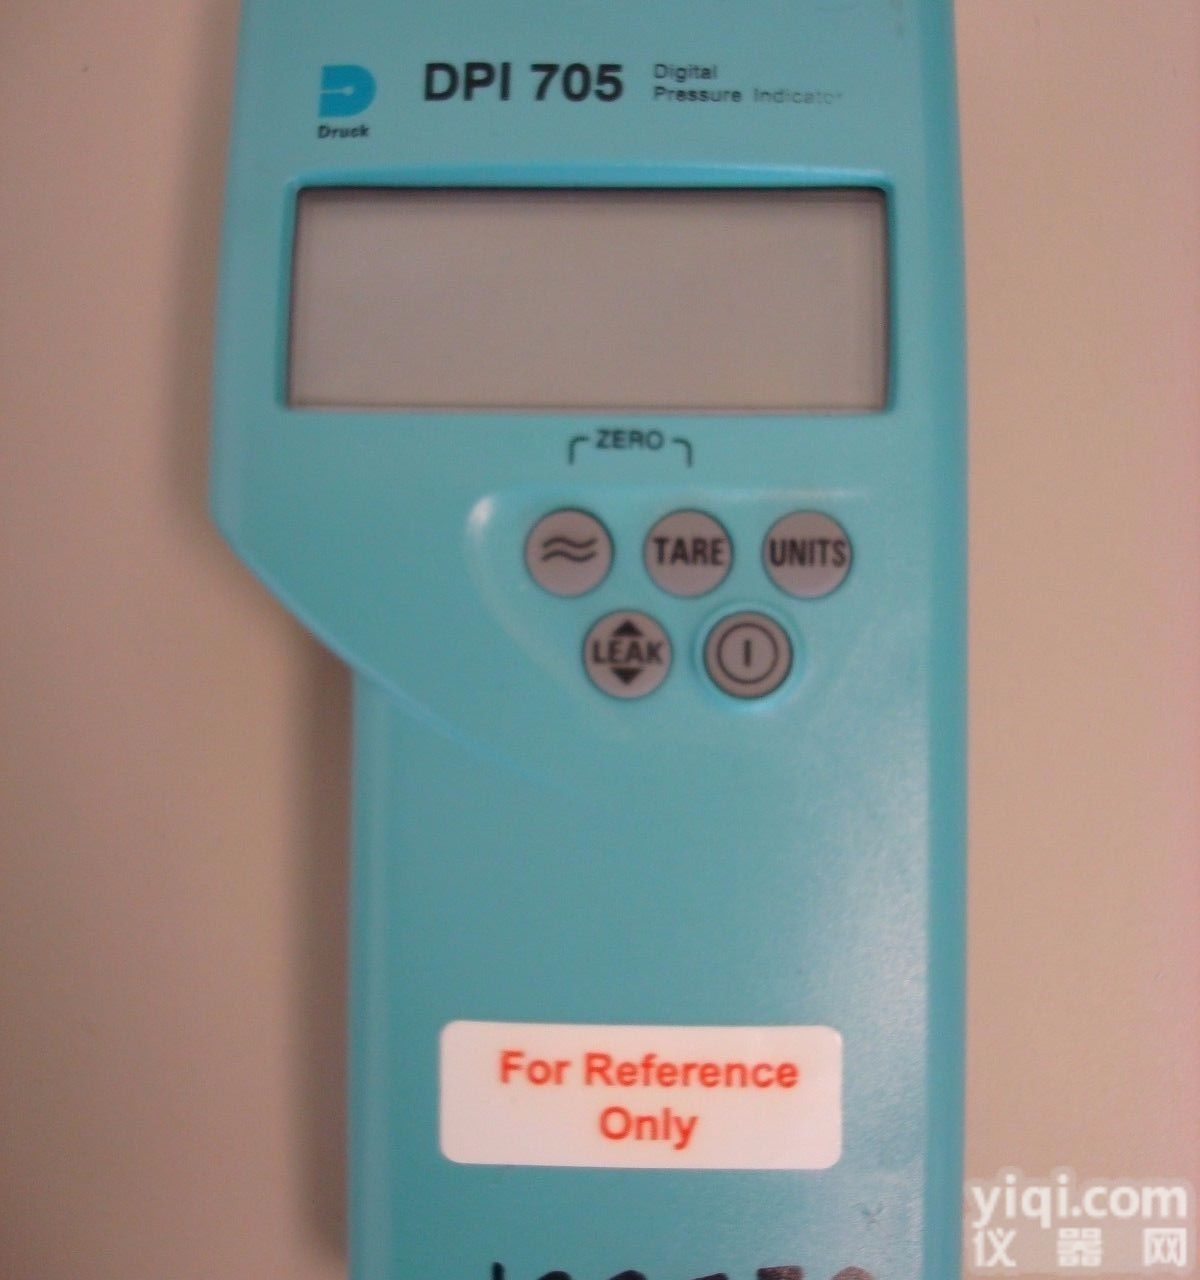 Druck
DPI 705
Digital
Pressure Indicator
ZERO
TARE
UNITS
LEAK
For Reference
Only
yiqi.com
仪器网